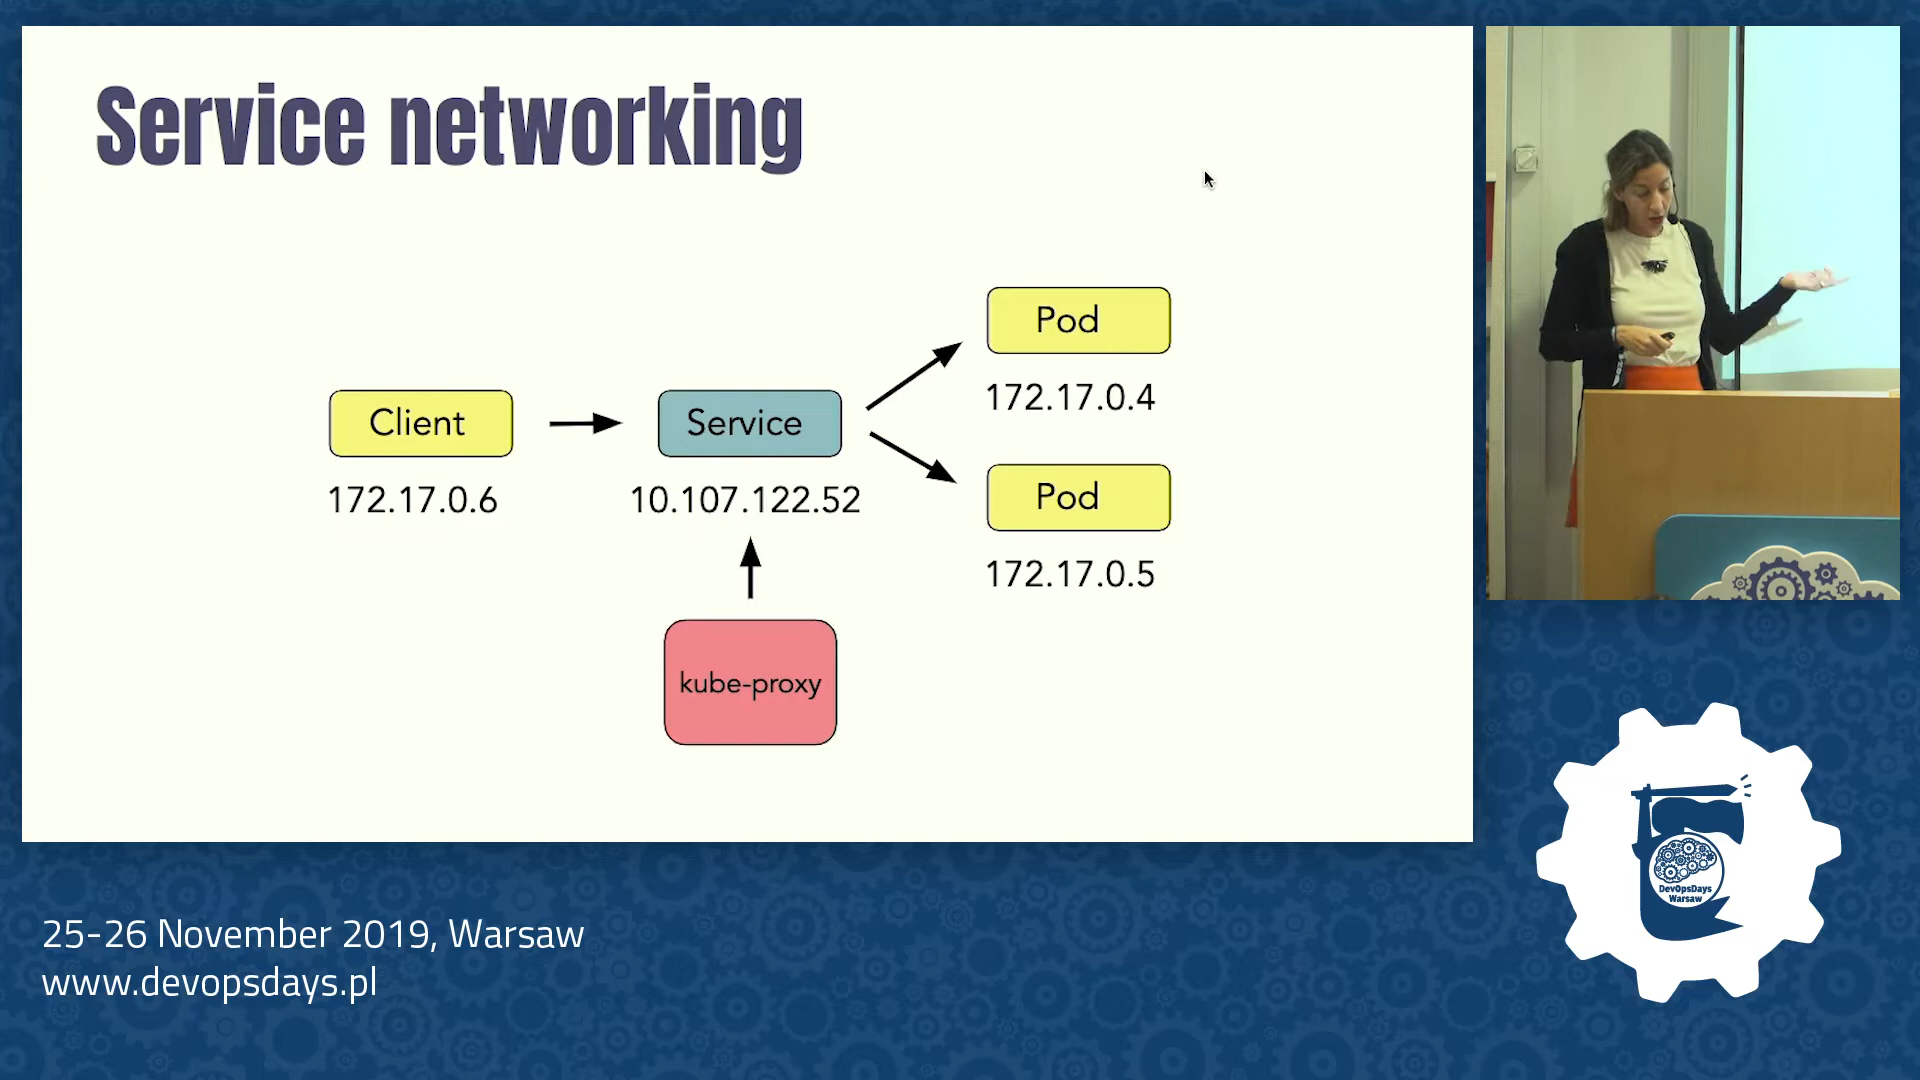 Service networking
Pod
172.17.0.4
Client
Service
172.17.0.6
10.107.122.52
Pod
172.17.0.5
kube-proxy
25-26 November 2019, Warsaw
www.devopsdays.pl
DevOpsDays
Warsaw